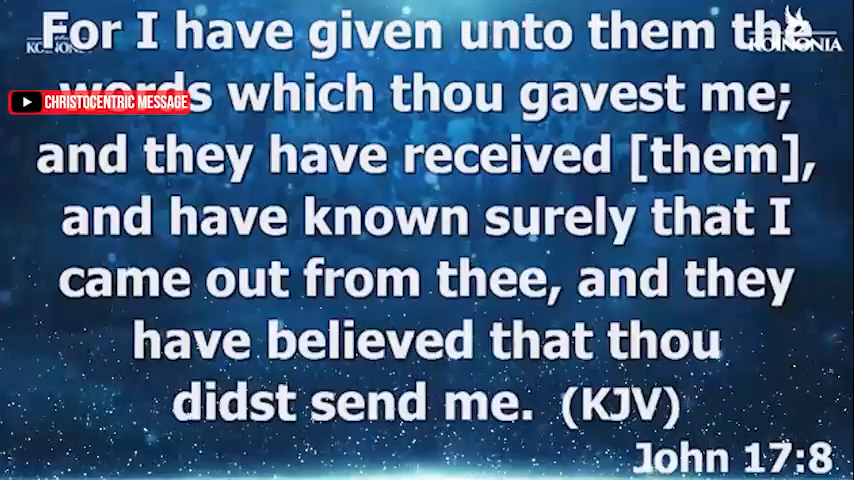 For I have given unto them the
KOINONIA
KOINONIA
words which thou gavest me;
CHRISTOCENTRIC MESSAGE
and they have received [them],
and have known surely that I
came out from thee, and they
have believed that thou
didst send me. (KJV)
John 17:8